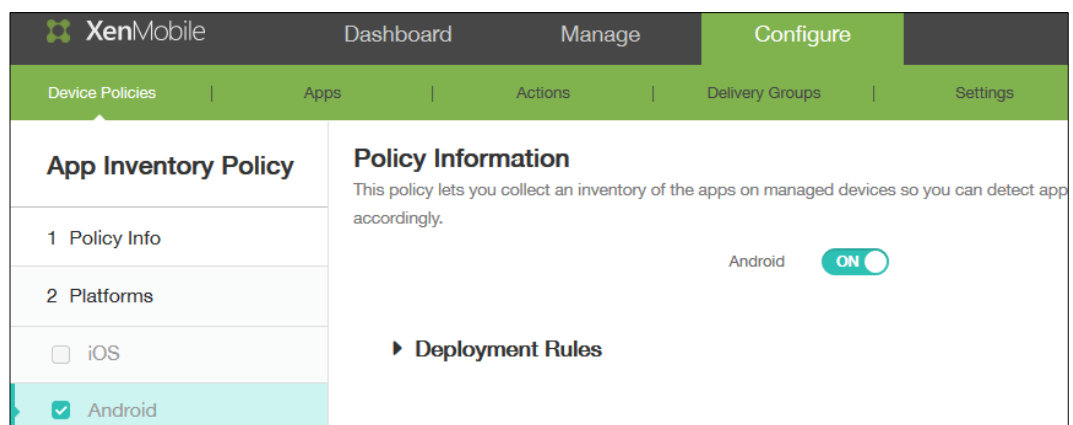 XenMobile Dashboard Manage Configure
Device Policies | Apps | Actions | Delivery Groups | Settings
App Inventory Policy
1 Policy Info
2 Platforms
iOS
Android
Policy Information
This policy lets you collect an inventory of the apps on managed devices so you can detect app
accordingly.
Android ON
Deployment Rules